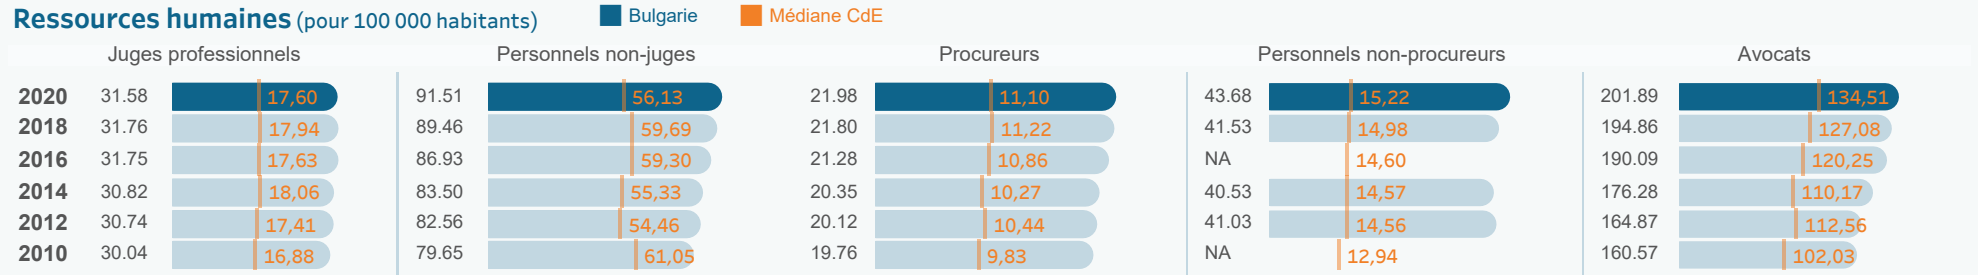 Ressources humaines (pour 100 000 habitants) Bulgarie Médiane CdE
Juges professionnels Personnels non-juges Procureurs Personnels non-procureurs Avocats
2020 31.58 17,60 91.51 56,13 21.98 11,10 43.68 15,22 201.89 134,51
2018 31.76 17,94 89.46 59,69 21.80 11,22 41.53 14,98 194.86 127,08
2016 31.75 17,63 86.93 59,30 21.28 10,86 NA 14,60 190.09 120,25
2014 30.82 18,06 83.50 55,33 20.35 10,27 40.53 14,57 176.28 110,17
2012 30.74 17,41 82.56 54,46 20.12 10,44 41.03 14,56 164.87 112,56
2010 30.04 16,88 79.65 61,05 19.76 9,83 NA 12,94 160.57 102,03